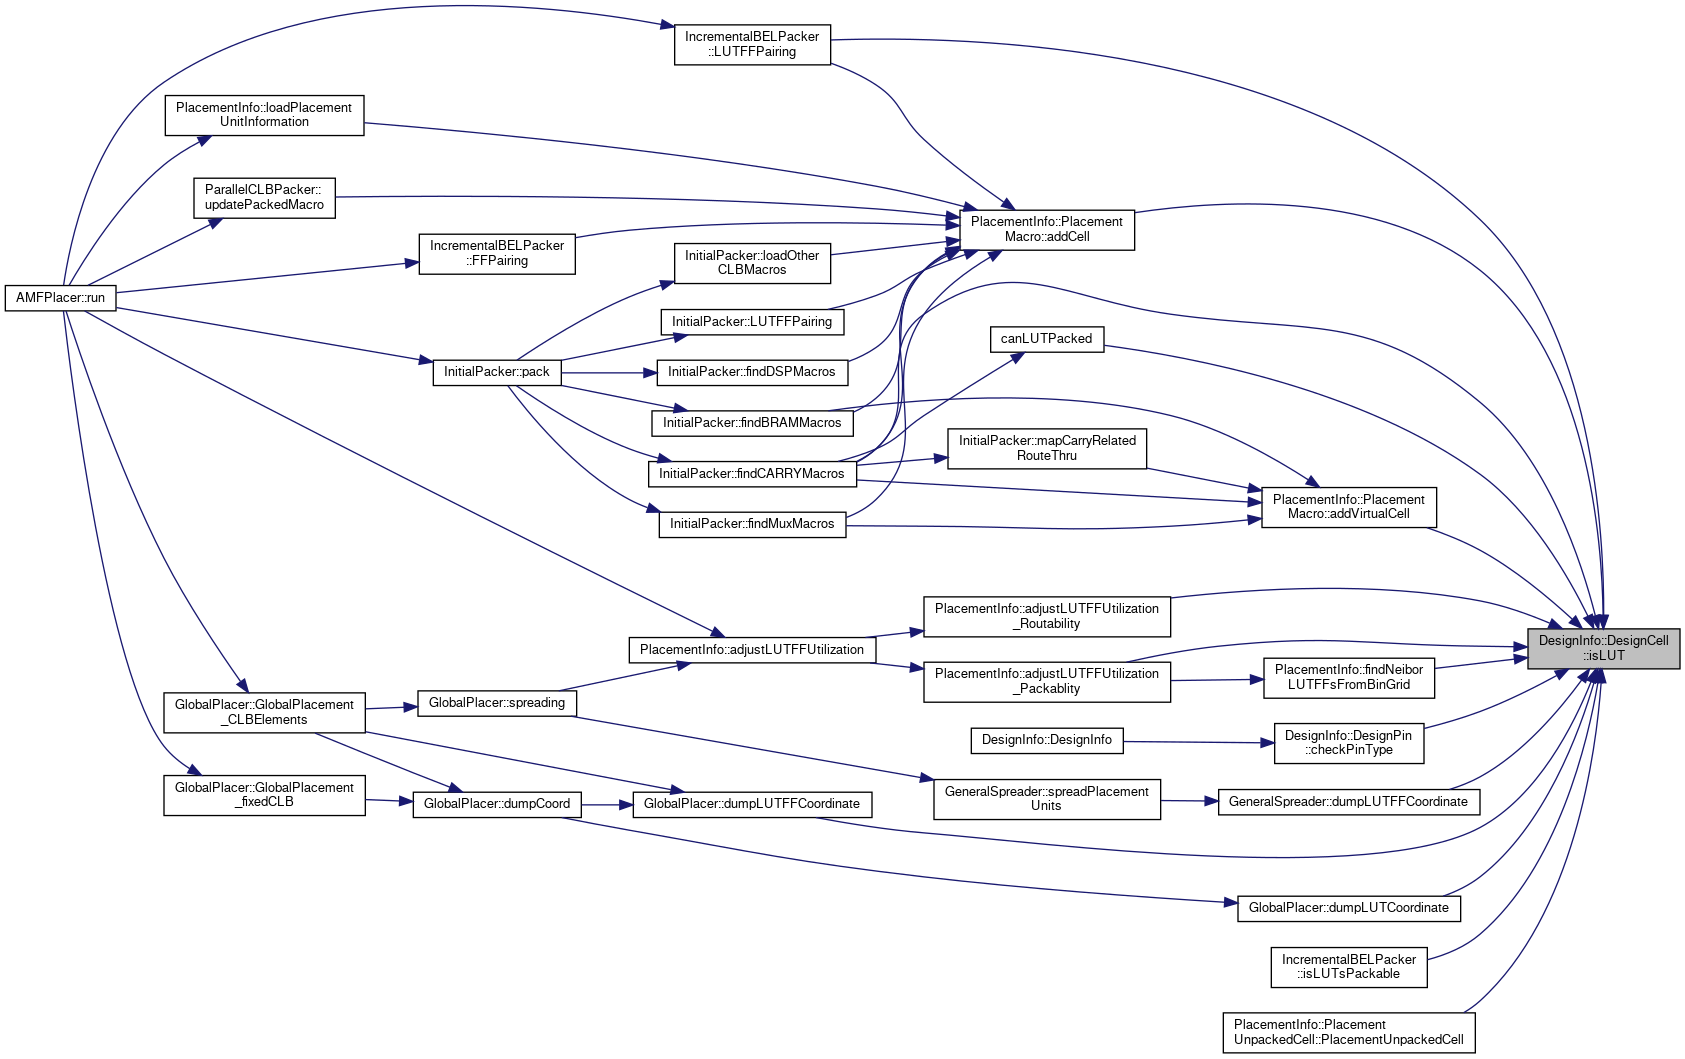 IncrementalBELPacker
::LUTFFPairing
PlacementInfo::loadPlacement
UnitInformation
ParallelCLBPacker::
updatePackedMacro
PlacementInfo::Placement
Macro::addCell
IncrementalBELPacker
::FFPairing
InitialPacker::loadOther
CLBMacros
AMFPlacer::run
InitialPacker::LUTFFPairing
canLUTPacked
InitialPacker::pack
InitialPacker::findDSPMacros
InitialPacker::findBRAMMacros
InitialPacker::mapCarryRelated
RouteThru
InitialPacker::findCARRYMacros
PlacementInfo::Placement
Macro::addVirtualCell
InitialPacker::findMuxMacros
PlacementInfo::adjustLUTFFUtilization
_Routability
DesignInfo::DesignCell
::isLUT
PlacementInfo::adjustLUTFFUtilization
PlacementInfo::adjustLUTFFUtilization
_Packablity
PlacementInfo::findNeibor
LUTFFsFromBinGrid
GlobalPlacer::GlobalPlacement
_CLBElements
GlobalPlacer::spreading
DesignInfo::DesignInfo
DesignInfo::DesignPin
::checkPinType
GlobalPlacer::GlobalPlacement
_fixedCLB
GlobalPlacer::dumpCoord
GlobalPlacer::dumpLUTFFCoordinate
GeneralSpreader::spreadPlacement
Units
GeneralSpreader::dumpLUTFFCoordinate
GlobalPlacer::dumpLUTCoordinate
IncrementalBELPacker
::isLUTsPackable
PlacementInfo::Placement
UnpackedCell::PlacementUnpackedCell